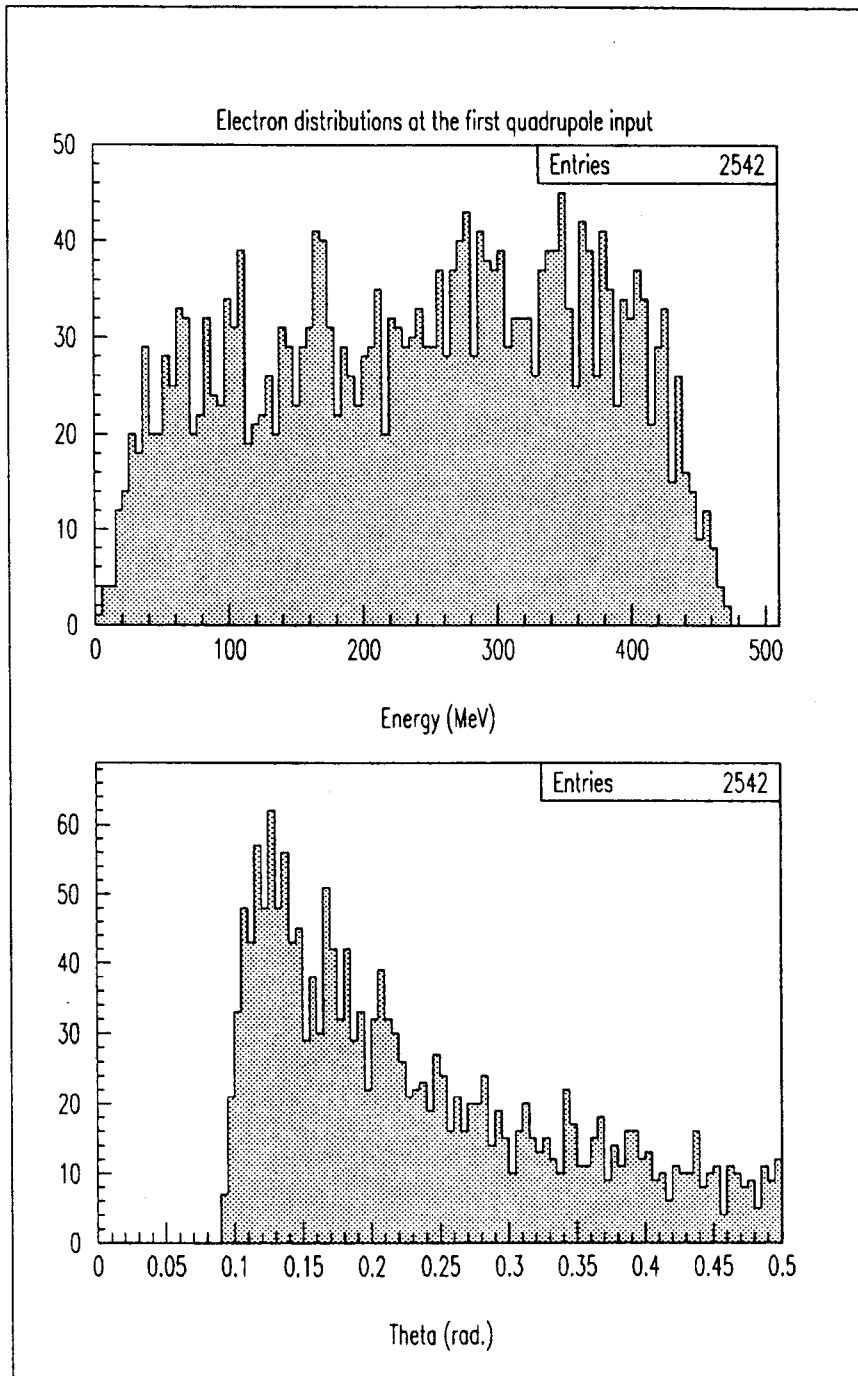 Electron distributions at the first quadrupole input
Entries 2542
50
40
30
20
10
0
0 100 200 300 400 500
Energy (MeV)
Entries 2542
60
50
40
30
20
10
0
0 0.05 0.1 0.15 0.2 0.25 0.3 0.35 0.4 0.45 0.5
Theta (rad.)